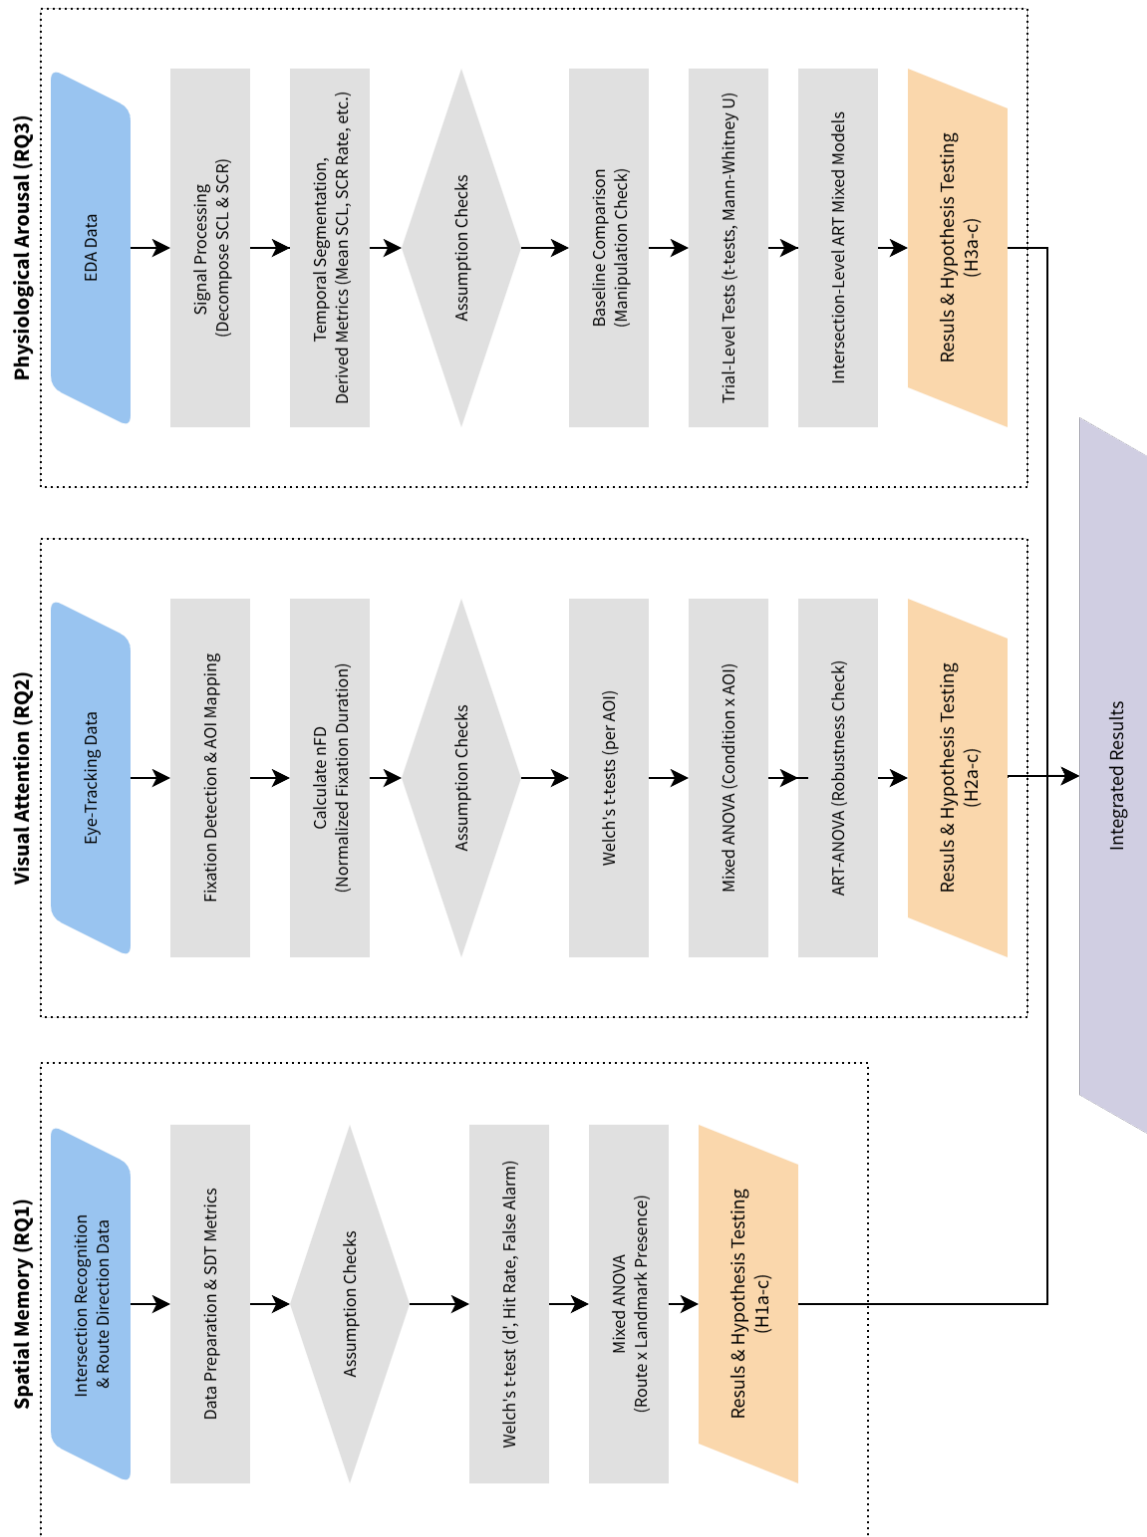 Spatial Memory (RQ1)
Intersection Recognition
& Route Direction Data
Data Preparation & SDT Metrics
Assumption Checks
Welch's t-test (d', Hit Rate, False Alarm)
Mixed ANOVA
(Route x Landmark Presence)
Resuls & Hypothesis Testing
(H1a-c)
Visual Attention (RQ2)
Eye-Tracking Data
Fixation Detection & AOI Mapping
Calculate nFD
(Normalized Fixation Duration)
Assumption Checks
Welch's t-tests (per AOI)
Mixed ANOVA (Condition x AOI)
ART-ANOVA (Robustness Check)
Resuls & Hypothesis Testing
(H2a-c)
Physiological Arousal (RQ3)
EDA Data
Signal Processing
(Decompose SCL & SCR)
Temporal Segmentation,
Derived Metrics (Mean SCL, SCR Rate, etc.)
Assumption Checks
Baseline Comparison
(Manipulation Check)
Trial-Level Tests (t-tests, Mann-Whitney U)
Intersection-Level ART Mixed Models
Resuls & Hypothesis Testing
(H3a-c)
Integrated Results